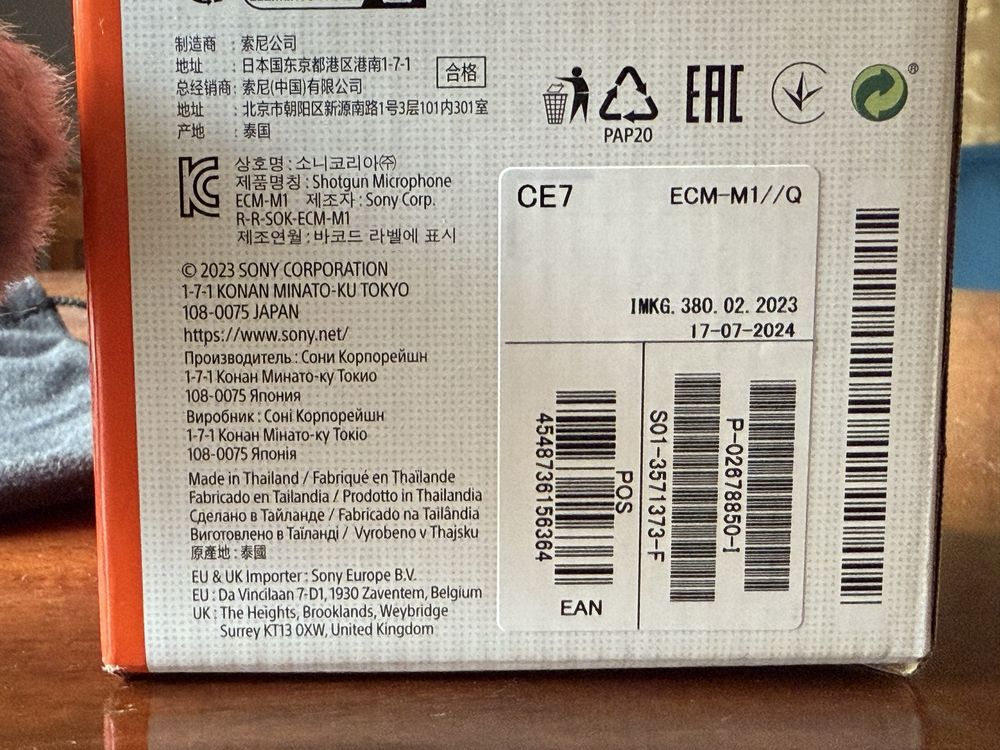 制造商 : 索尼公司
地址 : 日本国东京都港区港南1-7-1
总经销商 : 索尼(中国)有限公司
地址 : 北京市朝阳区新源南路1号3层101内301室
产地 : 泰国
合格
PAP20
EAC
®
상호명 : 소니코리아㈜
제품명칭 : Shotgun Microphone
ECM-M1 제조자 : Sony Corp.
R-R-SOK-ECM-M1
제조연월 : 바코드 라벨에 표시
© 2023 SONY CORPORATION
1-7-1 KONAN MINATO-KU TOKYO
108-0075 JAPAN
https://www.sony.net/
Производитель : Сони Корпорейшн
1-7-1 Конан Минато-ку Токио
108-0075 Япония
Виробник : Соні Корпорейшн
1-7-1 Конан Мінато-ку Токіо
108-0075 Японія
Made in Thailand / Fabriqué en Thaïlande
Fabricado en Tailandia / Prodotto in Thailandia
Сделано в Тайланде / Fabricado na Tailândia
Виготовлено в Таїланді / Vyrobeno v Thajsku
原產地 : 泰國
EU & UK Importer : Sony Europe B.V.
EU : Da Vincilaan 7-D1, 1930 Zaventem, Belgium
UK : The Heights, Brooklands, Weybridge
Surrey KT13 0XW, United Kingdom
CE7
ECM-M1//Q
IMKG. 380. 02. 2023
17-07-2024
4548736156364
POS
EAN
S01-3571373-F
P-02678850-I